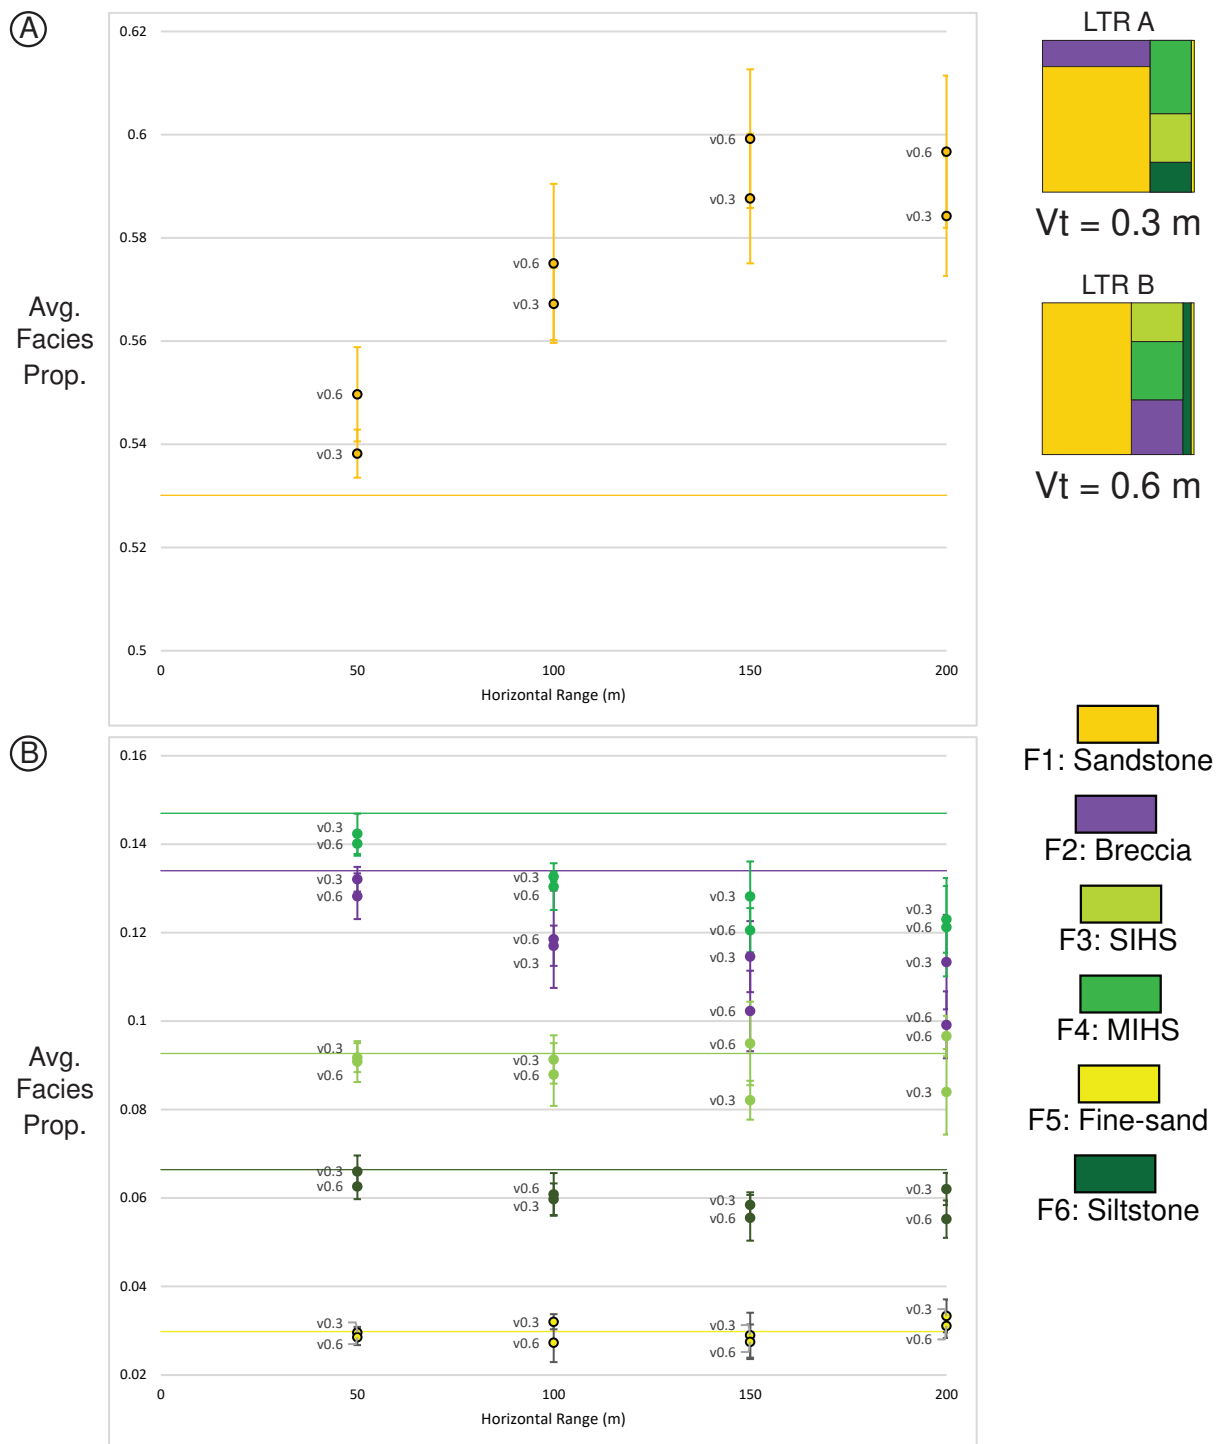 A
0.62
0.6
0.58
0.56
0.54
0.52
0.5
Avg.
Facies
Prop.
v0.6
v0.3
v0.6
v0.3
v0.6
v0.3
v0.6
v0.3
0
50
100
150
200
Horizontal Range (m)
LTR A
Vt = 0.3 m
LTR B
Vt = 0.6 m
B
0.16
0.14
0.12
0.1
0.08
0.06
0.04
0.02
Avg.
Facies
Prop.
v0.3
v0.6
v0.3
v0.6
v0.3
v0.6
v0.3
v0.6
v0.3
v0.6
v0.3
v0.6
v0.6
v0.3
v0.3
v0.6
v0.6
v0.3
v0.3
v0.6
v0.3
v0.6
v0.3
v0.6
v0.6
v0.3
v0.3
v0.6
v0.3
v0.6
v0.3
v0.6
v0.3
v0.6
v0.6
v0.3
v0.3
v0.6
v0.3
v0.6
0
50
100
150
200
Horizontal Range (m)
F1: Sandstone
F2: Breccia
F3: SIHS
F4: MIHS
F5: Fine-sand
F6: Siltstone